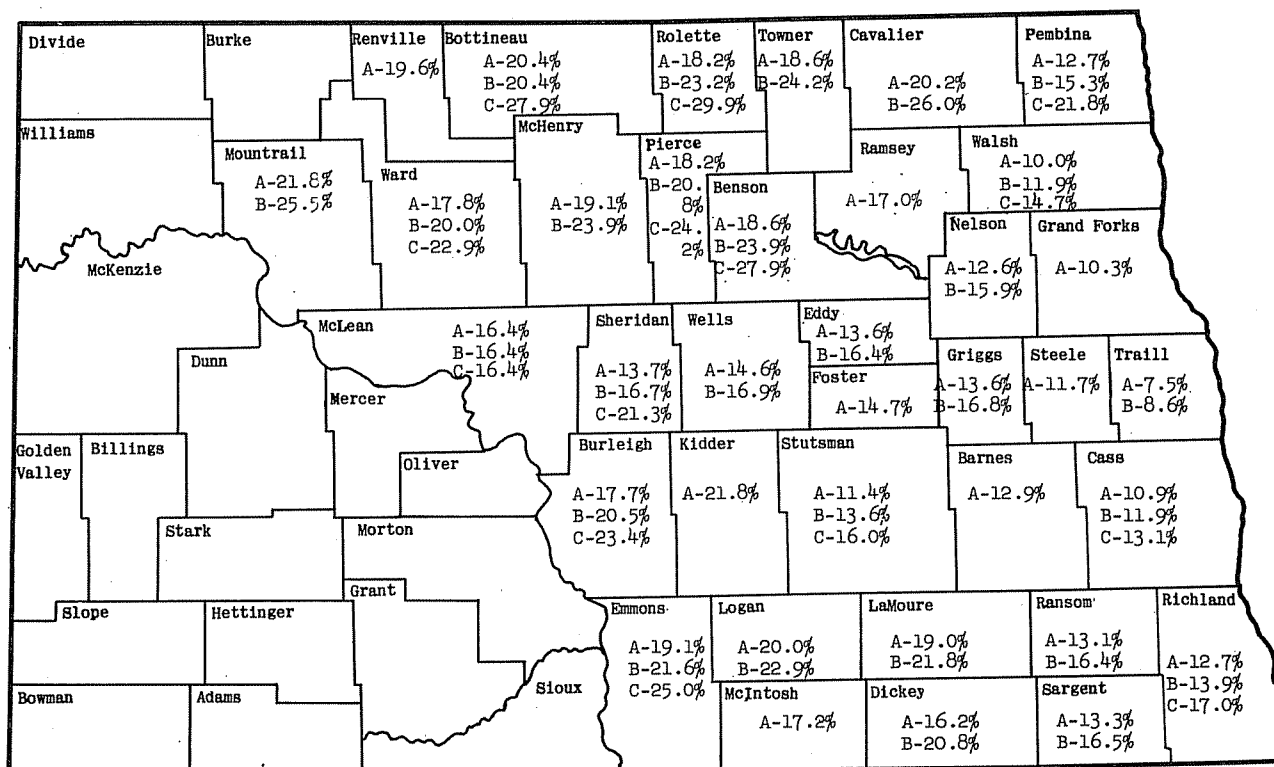 Divide
Burke
Renville
A-19.6%
Bottineau
A-20.4%
B-20.4%
C-27.9%
Rolette
A-18.2%
B-23.2%
C-29.9%
Towner
A-18.6%
B-24.2%
Cavalier
A-20.2%
B-26.0%
Pembina
A-12.7%
B-15.3%
C-21.8%
Williams
Mountrail
A-21.8%
B-25.5%
Ward
A-17.8%
B-20.0%
C-22.9%
McHenry
A-19.1%
B-23.9%
Pierce
A-18.2%
B-20.
8%
C-24.
2%
Benson
A-18.6%
B-23.9%
C-27.9%
Ramsey
A-17.0%
Walsh
A-10.0%
B-11.9%
C-14.7%
Nelson
A-12.6%
B-15.9%
Grand Forks
A-10.3%
McKenzie
Dunn
McLean
A-16.4%
B-16.4%
C-16.4%
Mercer
Oliver
Sheridan
A-13.7%
B-16.7%
C-21.3%
Wells
A-14.6%
B-16.9%
Eddy
A-13.6%
B-16.4%
Foster
A-14.7%
Griggs
A-13.6%
B-16.8%
Steele
A-11.7%
Traill
A-7.5%
B-8.6%
Golden
Valley
Billings
Stark
Morton
Grant
Burleigh
A-17.7%
B-20.5%
C-23.4%
Kidder
A-21.8%
Stutsman
A-11.4%
B-13.6%
C-16.0%
Barnes
A-12.9%
Cass
A-10.9%
B-11.9%
C-13.1%
Slope
Hettinger
Bowman
Adams
Sioux
Emmons
A-19.1%
B-21.6%
C-25.0%
Logan
A-20.0%
B-22.9%
McIntosh
A-17.2%
LaMoure
A-19.0%
B-21.8%
Dickey
A-16.2%
B-20.8%
Ransom
A-13.1%
B-16.4%
Sargent
A-13.3%
B-16.5%
Richland
A-12.7%
B-13.9%
C-17.0%